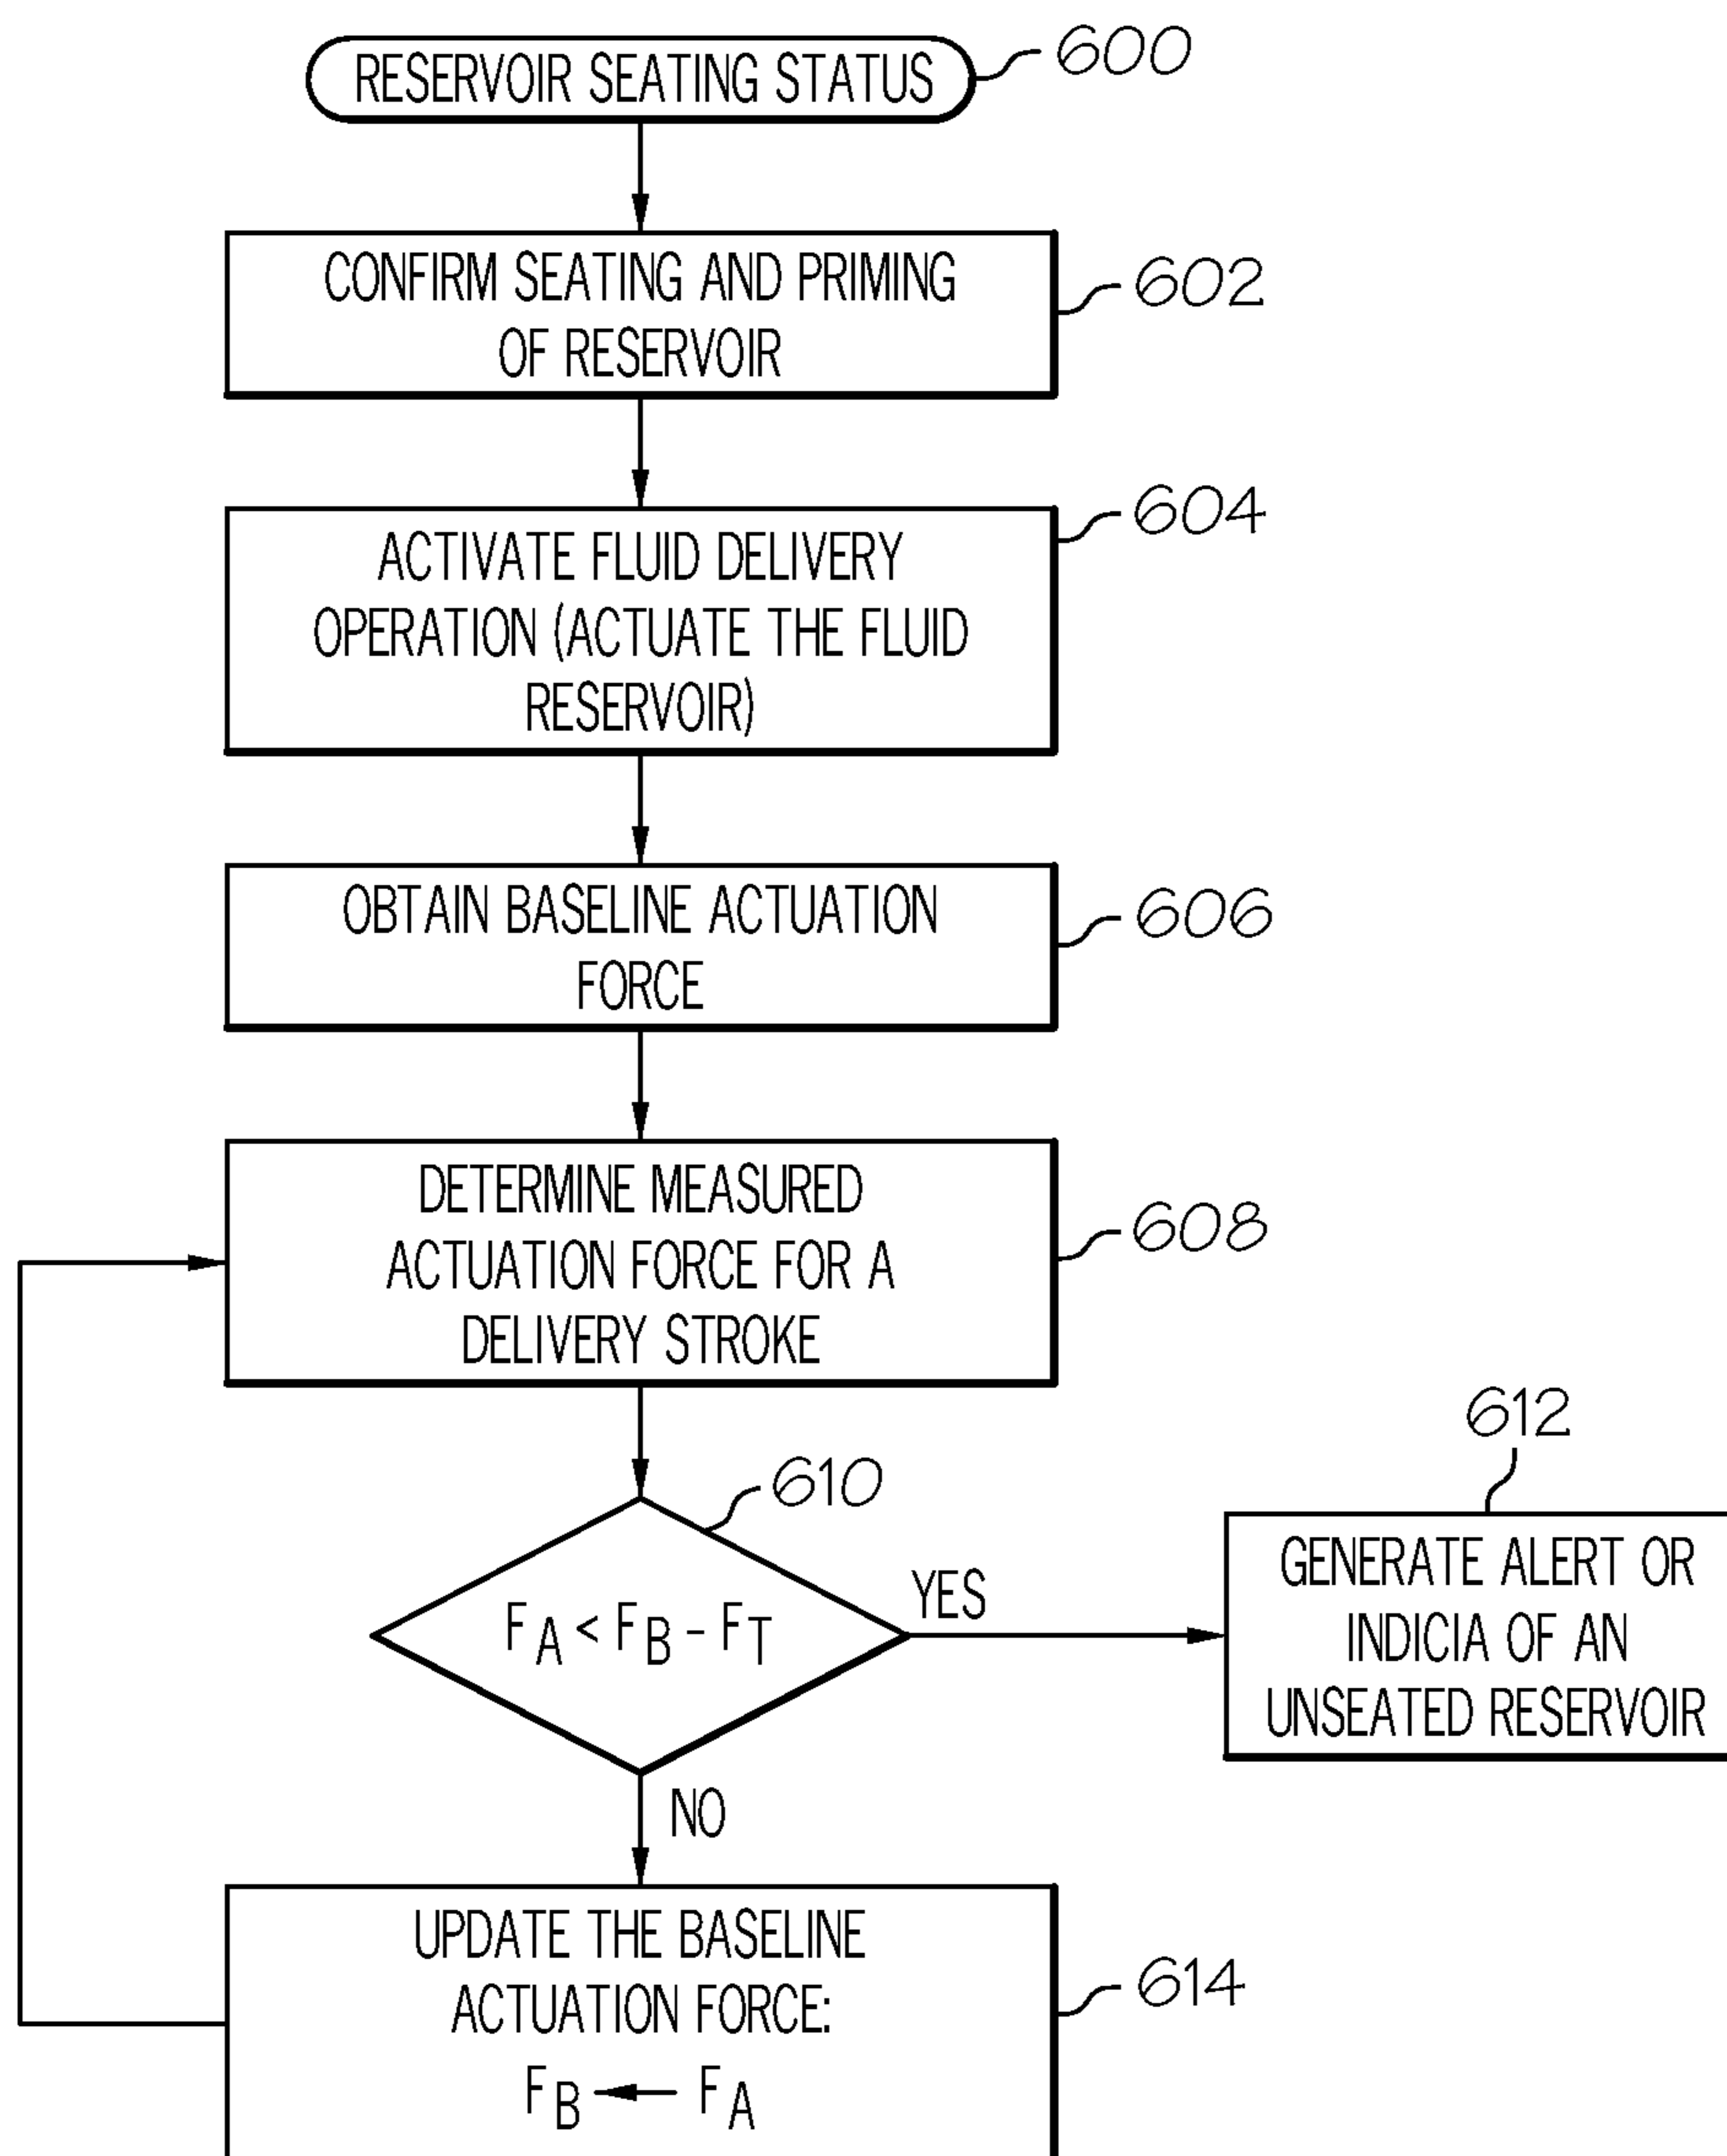 RESERVOIR SEATING STATUS
600
CONFIRM SEATING AND PRIMING
OF RESERVOIR
602
ACTIVATE FLUID DELIVERY
OPERATION (ACTUATE THE FLUID
RESERVOIR)
604
OBTAIN BASELINE ACTUATION
FORCE
606
DETERMINE MEASURED
ACTUATION FORCE FOR A
DELIVERY STROKE
608
610
FA < FB - FT
YES
612
GENERATE ALERT OR
INDICIA OF AN
UNSEATED RESERVOIR
NO
UPDATE THE BASELINE
ACTUATION FORCE:
FB ← FA
614